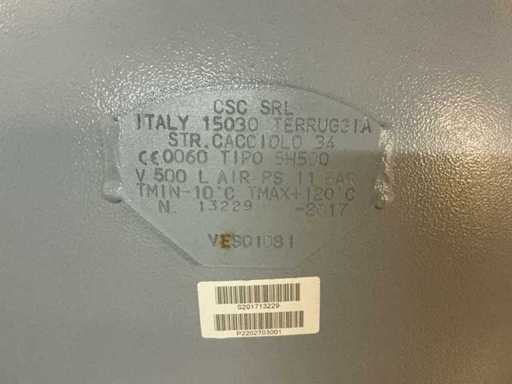 CSC SRL
ITALY 15030 TERRUGGIA
STR. CACCIOLO 34
CE0060 TIPO SH500
V 500 L AIR PS 11 BAR
TMIN-10°C TMAX+120°C
N. 13229 -2017
VES01081
S201713229
P2202703001